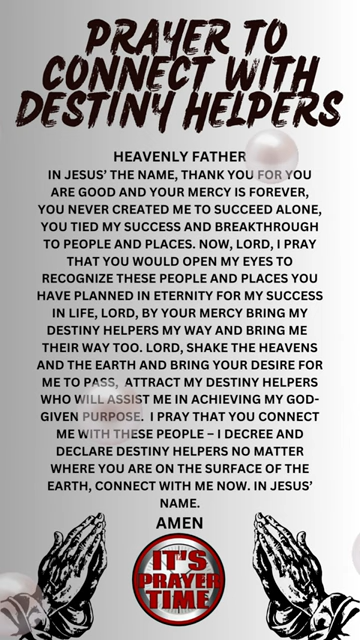 PRAYER TO
CONNECT WITH
DESTINY HELPERS
HEAVENLY FATHER
IN JESUS' THE NAME, THANK YOU FOR YOU
ARE GOOD AND YOUR MERCY IS FOREVER,
YOU NEVER CREATED ME TO SUCCEED ALONE,
YOU TIED MY SUCCESS AND BREAKTHROUGH
TO PEOPLE AND PLACES. NOW, LORD, I PRAY
THAT YOU WOULD OPEN MY EYES TO
RECOGNIZE THESE PEOPLE AND PLACES YOU
HAVE PLANNED IN ETERNITY FOR MY SUCCESS
IN LIFE, LORD, BY YOUR MERCY BRING MY
DESTINY HELPERS MY WAY AND BRING ME
THEIR WAY TOO. LORD, SHAKE THE HEAVENS
AND THE EARTH AND BRING YOUR DESIRE FOR
ME TO PASS, ATTRACT MY DESTINY HELPERS
WHO WILL ASSIST ME IN ACHIEVING MY GOD-
GIVEN PURPOSE. I PRAY THAT YOU CONNECT
ME WITH THESE PEOPLE – I DECREE AND
DECLARE DESTINY HELPERS NO MATTER
WHERE YOU ARE ON THE SURFACE OF THE
EARTH, CONNECT WITH ME NOW. IN JESUS'
NAME.
AMEN
IT'S
PRAYER
TIME